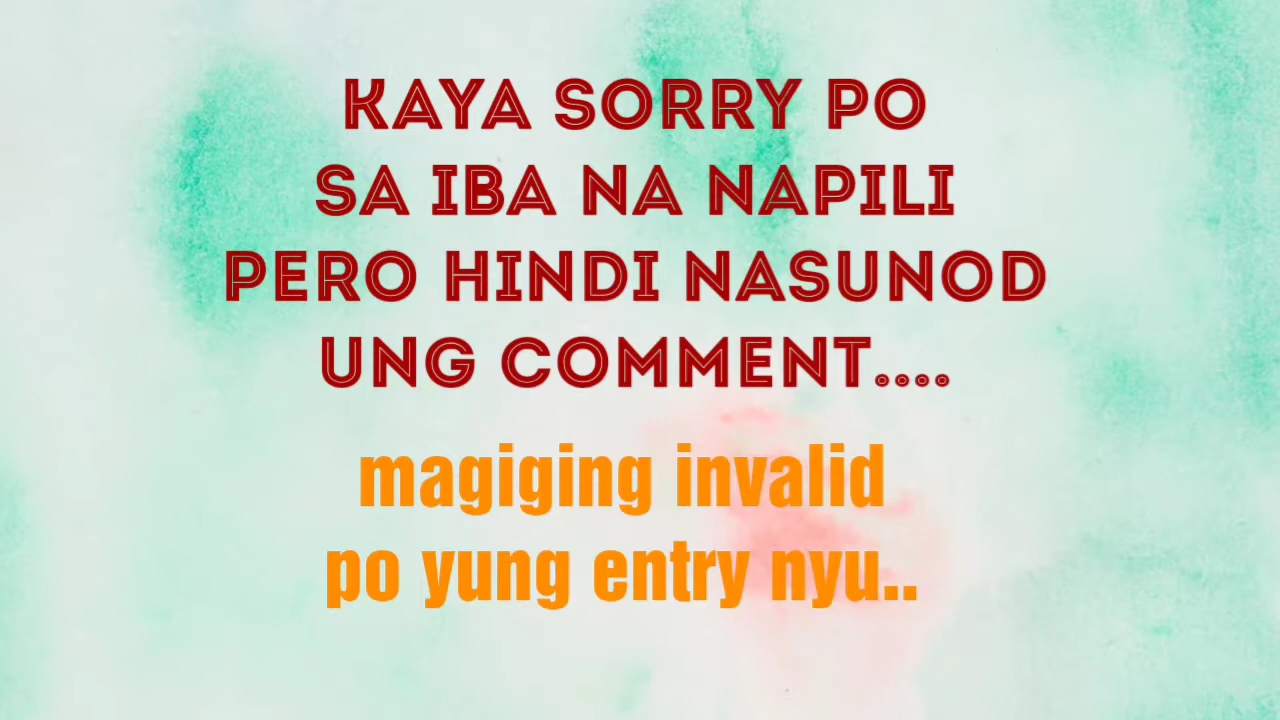 KAYA SORRY PO
SA IBA NA NAPILI
PERO HINDI NASUNOD
UNG COMMENT....
magiging invalid
po yung entry nyu..